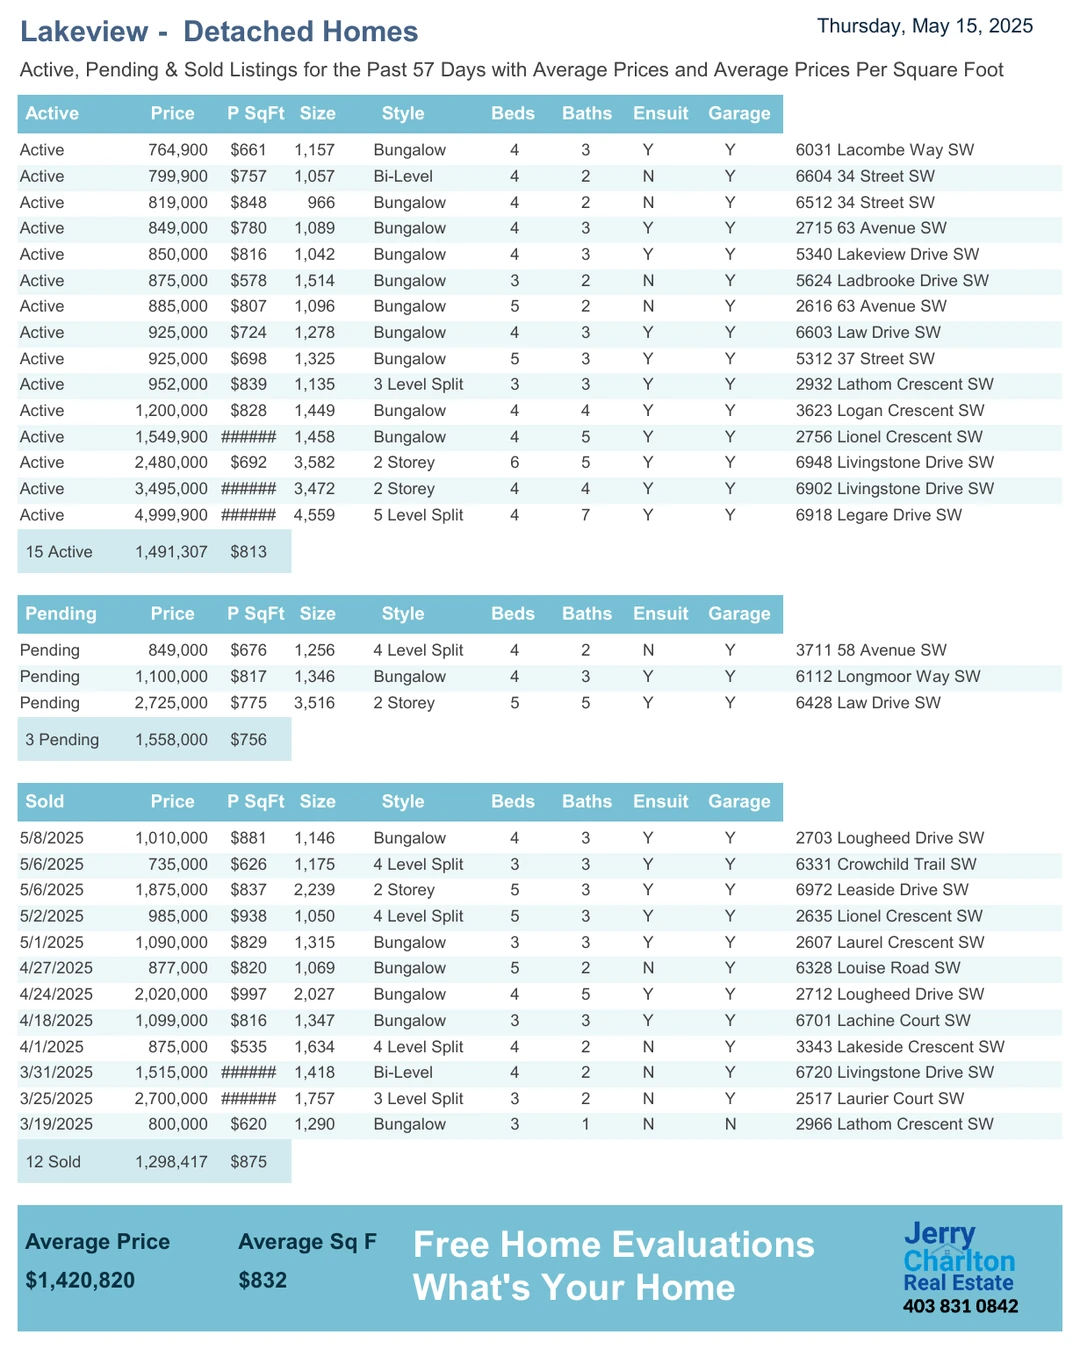 Lakeview - Detached Homes
Thursday, May 15, 2025
Active, Pending & Sold Listings for the Past 57 Days with Average Prices and Average Prices Per Square Foot
Active Price P SqFt Size Style Beds Baths Ensuit Garage
Active 764,900 $661 1,157 Bungalow 4 3 Y Y 6031 Lacombe Way SW
Active 799,900 $757 1,057 Bi-Level 4 2 N Y 6604 34 Street SW
Active 819,000 $848 966 Bungalow 4 2 N Y 6512 34 Street SW
Active 849,000 $780 1,089 Bungalow 4 3 Y Y 2715 63 Avenue SW
Active 850,000 $816 1,042 Bungalow 4 3 Y Y 5340 Lakeview Drive SW
Active 875,000 $578 1,514 Bungalow 3 2 N Y 5624 Ladbrooke Drive SW
Active 885,000 $807 1,096 Bungalow 5 2 N Y 2616 63 Avenue SW
Active 925,000 $724 1,278 Bungalow 4 3 Y Y 6603 Law Drive SW
Active 925,000 $698 1,325 Bungalow 5 3 Y Y 5312 37 Street SW
Active 952,000 $839 1,135 3 Level Split 3 3 Y Y 2932 Lathom Crescent SW
Active 1,200,000 $828 1,449 Bungalow 4 4 Y Y 3623 Logan Crescent SW
Active 1,549,900 ###### 1,458 Bungalow 4 5 Y Y 2756 Lionel Crescent SW
Active 2,480,000 $692 3,582 2 Storey 6 5 Y Y 6948 Livingstone Drive SW
Active 3,495,000 ###### 3,472 2 Storey 4 4 Y Y 6902 Livingstone Drive SW
Active 4,999,900 ###### 4,559 5 Level Split 4 7 Y Y 6918 Legare Drive SW
15 Active 1,491,307 $813
Pending Price P SqFt Size Style Beds Baths Ensuit Garage
Pending 849,000 $676 1,256 4 Level Split 4 2 N Y 3711 58 Avenue SW
Pending 1,100,000 $817 1,346 Bungalow 4 3 Y Y 6112 Longmoor Way SW
Pending 2,725,000 $775 3,516 2 Storey 5 5 Y Y 6428 Law Drive SW
3 Pending 1,558,000 $756
Sold Price P SqFt Size Style Beds Baths Ensuit Garage
5/8/2025 1,010,000 $881 1,146 Bungalow 4 3 Y Y 2703 Lougheed Drive SW
5/6/2025 735,000 $626 1,175 4 Level Split 3 3 Y Y 6331 Crowchild Trail SW
5/6/2025 1,875,000 $837 2,239 2 Storey 5 3 Y Y 6972 Leaside Drive SW
5/2/2025 985,000 $938 1,050 4 Level Split 5 3 Y Y 2635 Lionel Crescent SW
5/1/2025 1,090,000 $829 1,315 Bungalow 3 3 Y Y 2607 Laurel Crescent SW
4/27/2025 877,000 $820 1,069 Bungalow 5 2 N Y 6328 Louise Road SW
4/24/2025 2,020,000 $997 2,027 Bungalow 4 5 Y Y 2712 Lougheed Drive SW
4/18/2025 1,099,000 $816 1,347 Bungalow 3 3 Y Y 6701 Lachine Court SW
4/1/2025 875,000 $535 1,634 4 Level Split 4 2 N Y 3343 Lakeside Crescent SW
3/31/2025 1,515,000 ###### 1,418 Bi-Level 4 2 N Y 6720 Livingstone Drive SW
3/25/2025 2,700,000 ###### 1,757 3 Level Split 3 2 N Y 2517 Laurier Court SW
3/19/2025 800,000 $620 1,290 Bungalow 3 1 N N 2966 Lathom Crescent SW
12 Sold 1,298,417 $875
Average Price Average Sq F
$1,420,820 $832
Free Home Evaluations
What's Your Home
Jerry
Charlton
Real Estate
403 831 0842